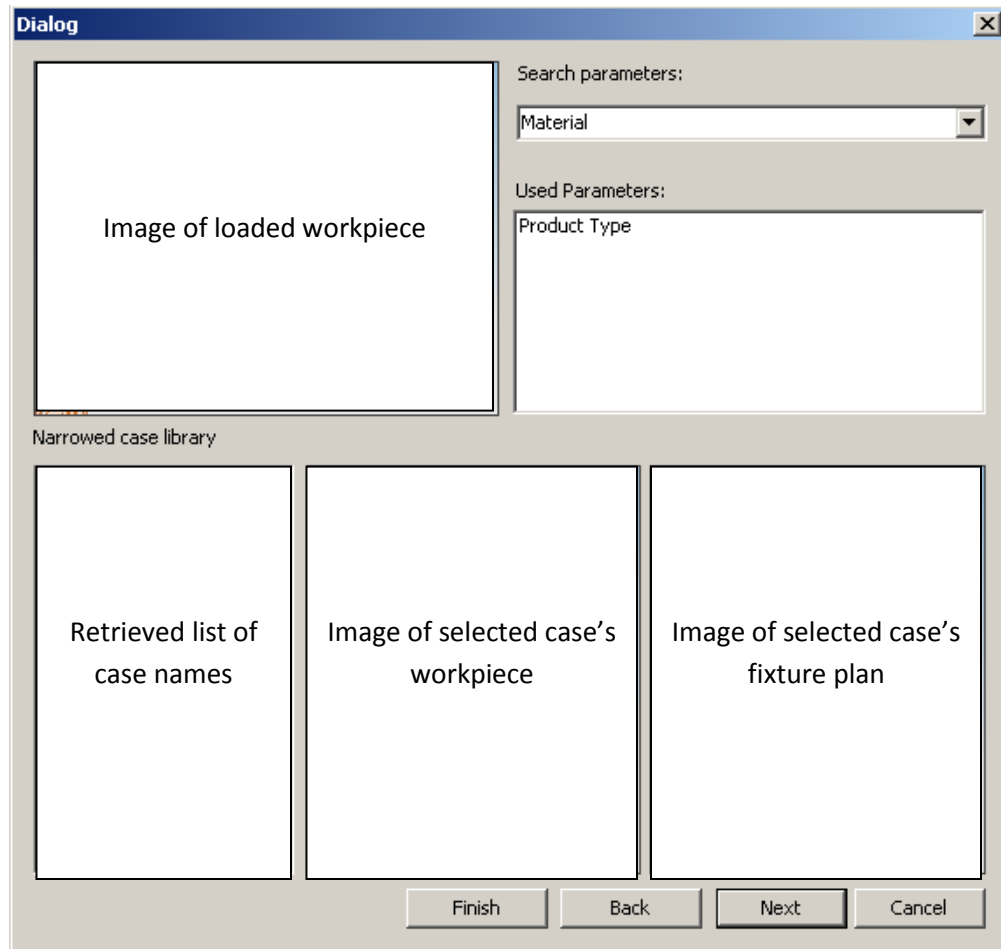 Dialog
Search parameters:
Material
Used Parameters:
Product Type
Image of loaded workpiece
Narrowed case library
Retrieved list of
case names
Image of selected case’s
workpiece
Image of selected case’s
fixture plan
Finish
Back
Next
Cancel